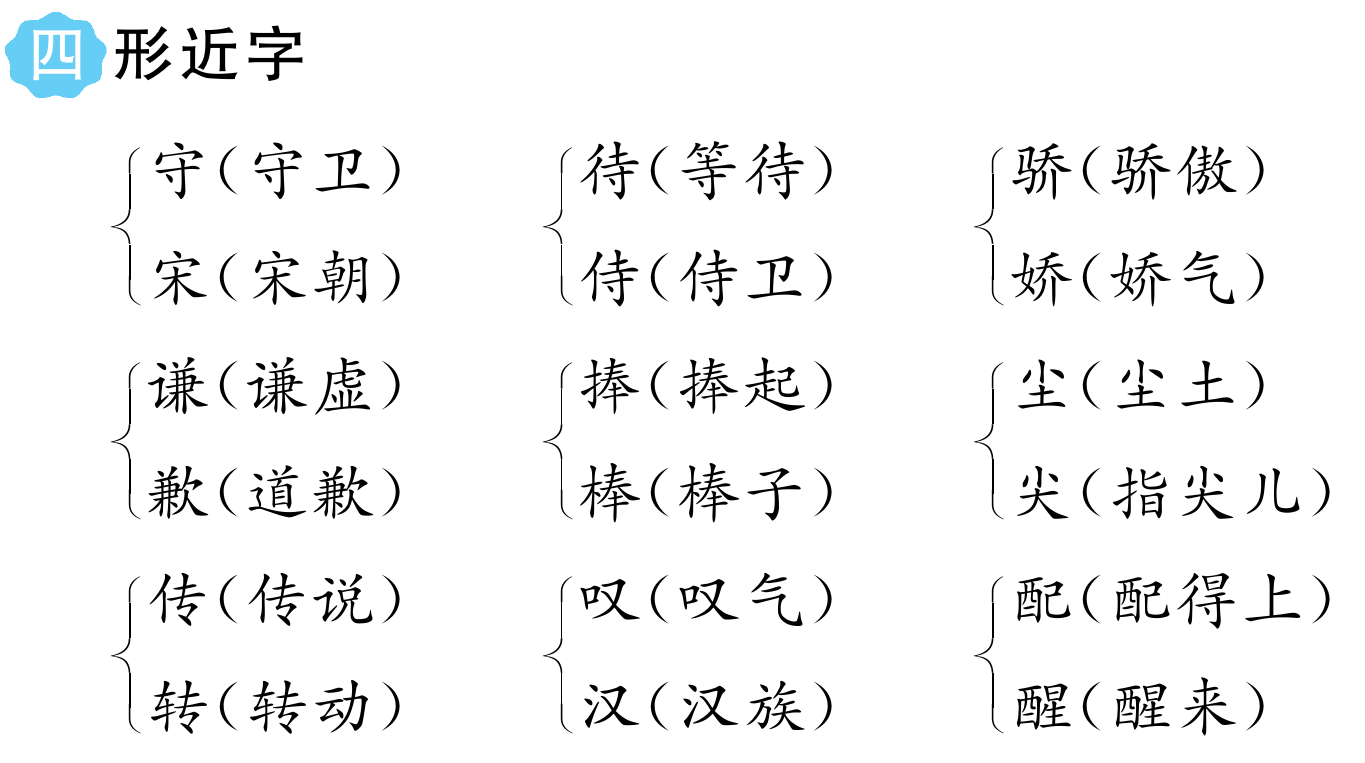 四 形近字
守(守卫) 待(等待) 骄(骄傲)
宋(宋朝) 侍(侍卫) 娇(娇气)
谦(谦虚) 捧(捧起) 尘(尘土)
歉(道歉) 棒(棒子) 尖(指尖儿)
传(传说) 叹(叹气) 配(配得上)
转(转动) 汉(汉族) 醒(醒来)